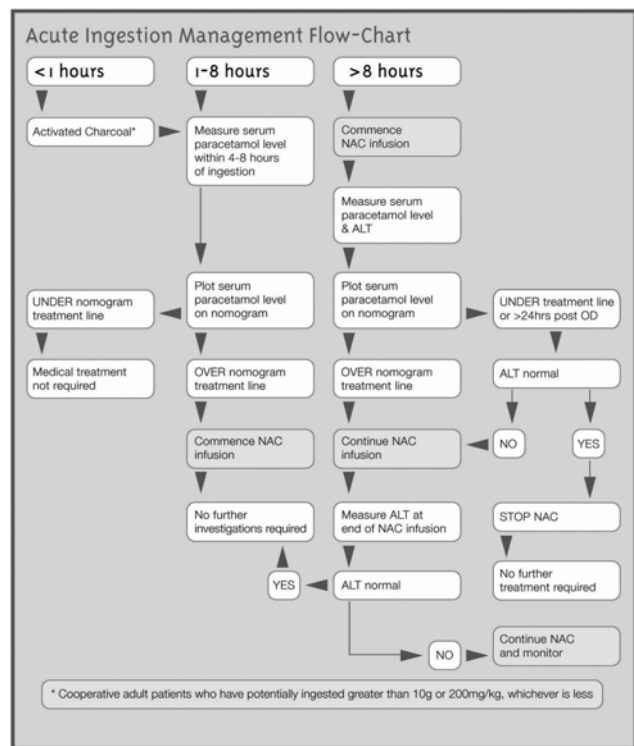 Acute Ingestion Management Flow-Chart
<1 hours
1-8 hours
>8 hours
Activated Charcoal*
Measure serum
paracetamol level
within 4-8 hours
of ingestion
Commence
NAC infusion
Measure serum
paracetamol level
& ALT
UNDER nomogram
treatment line
Plot serum
paracetamol level
on nomogram
Plot serum
paracetamol level
on nomogram
UNDER treatment line
or >24hrs post OD
Medical treatment
not required
OVER nomogram
treatment line
OVER nomogram
treatment line
ALT normal
Commence NAC
infusion
Continue NAC
infusion
NO
YES
No further
investigations required
Measure ALT at
end of NAC infusion
STOP NAC
YES
ALT normal
No further
treatment required
NO
Continue NAC
and monitor
* Cooperative adult patients who have potentially ingested greater than 10g or 200mg/kg, whichever is less